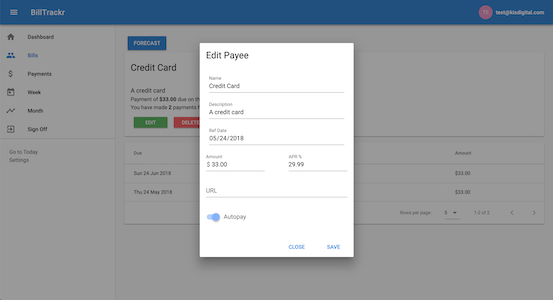 BillTrackr
TE
test@kisdigital.com
Dashboard
Bills
Payments
Week
Month
Sign Off
Go to Today
Settings
FORECAST
Credit Card
A credit card
Payment of $33.00 due on th
You have made 2 payments f
EDIT
DELETE
Due
Amount
Sun 24 Jun 2018
$33.00
Thu 24 May 2018
$33.00
Rows per page:
5
1-2 of 2
Edit Payee
Name
Credit Card
Description
A credit card
Ref Date
05/24/2018
Amount
APR %
$ 33.00
29.99
URL
Autopay
CLOSE
SAVE